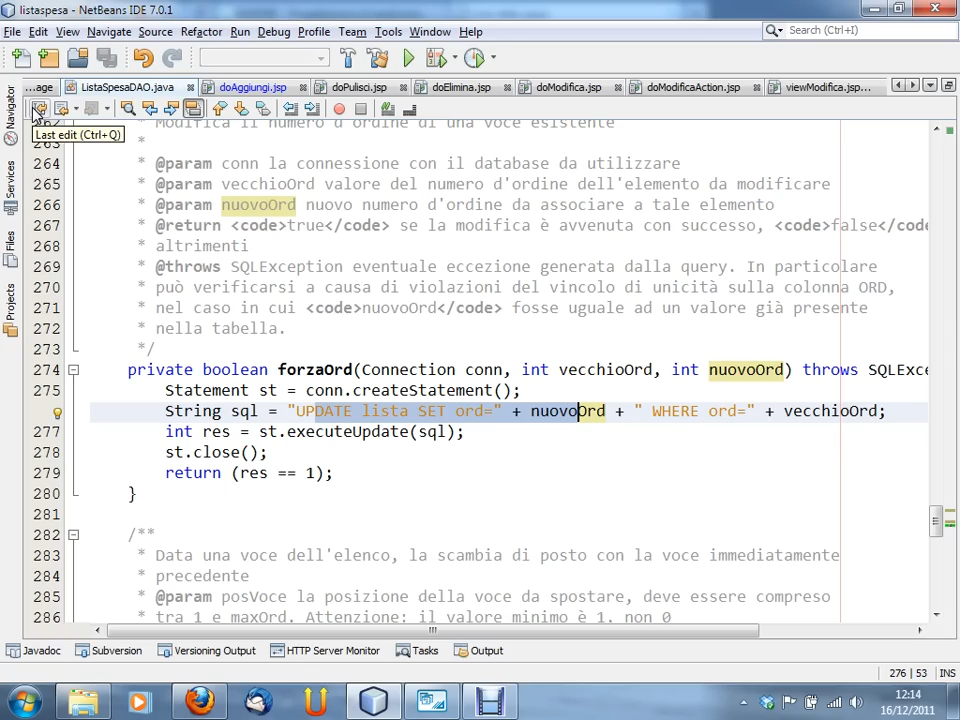 listaspesa - NetBeans IDE 7.0.1
File Edit View Navigate Source Refactor Run Debug Profile Team Tools Window Help
Search (Ctrl+I)
...age ListaSpesaDAO.java doAggiungi.jsp doPulisci.jsp doElimina.jsp doModifica.jsp doModificaAction.jsp viewModifica.jsp...
Last edit (Ctrl+Q)
Navigator
Services
Files
Projects
262 Modifica il numero d'ordine di una voce esistente
263 *
264 * @param conn la connessione con il database da utilizzare
265 * @param vecchioOrd valore del numero d'ordine dell'elemento da modificare
266 * @param nuovoOrd nuovo numero d'ordine da associare a tale elemento
267 * @return <code>true</code> se la modifica è avvenuta con successo, <code>false</code
268 * altrimenti
269 * @throws SQLException eventuale eccezione generata dalla query. In particolare
270 * può verificarsi a causa di violazioni del vincolo di unicità sulla colonna ORD,
271 * nel caso in cui <code>nuovoOrd</code> fosse uguale ad un valore già presente
272 * nella tabella.
273 */
274 private boolean forzaOrd(Connection conn, int vecchioOrd, int nuovoOrd) throws SQLExce
275 Statement st = conn.createStatement();
String sql = "UPDATE lista SET ord=" + nuovoOrd + " WHERE ord=" + vecchioOrd;
277 int res = st.executeUpdate(sql);
278 st.close();
279 return (res == 1);
280 }
281
282 /**
283 * Data una voce dell'elenco, la scambia di posto con la voce immediatamente
284 * precedente
285 * @param posVoce la posizione della voce da spostare, deve essere compreso
286 * tra 1 e maxOrd. Attenzione: il valore minimo è 1, non 0
Javadoc Subversion Versioning Output HTTP Server Monitor Tasks Output
276 | 53 INS
12:14
16/12/2011